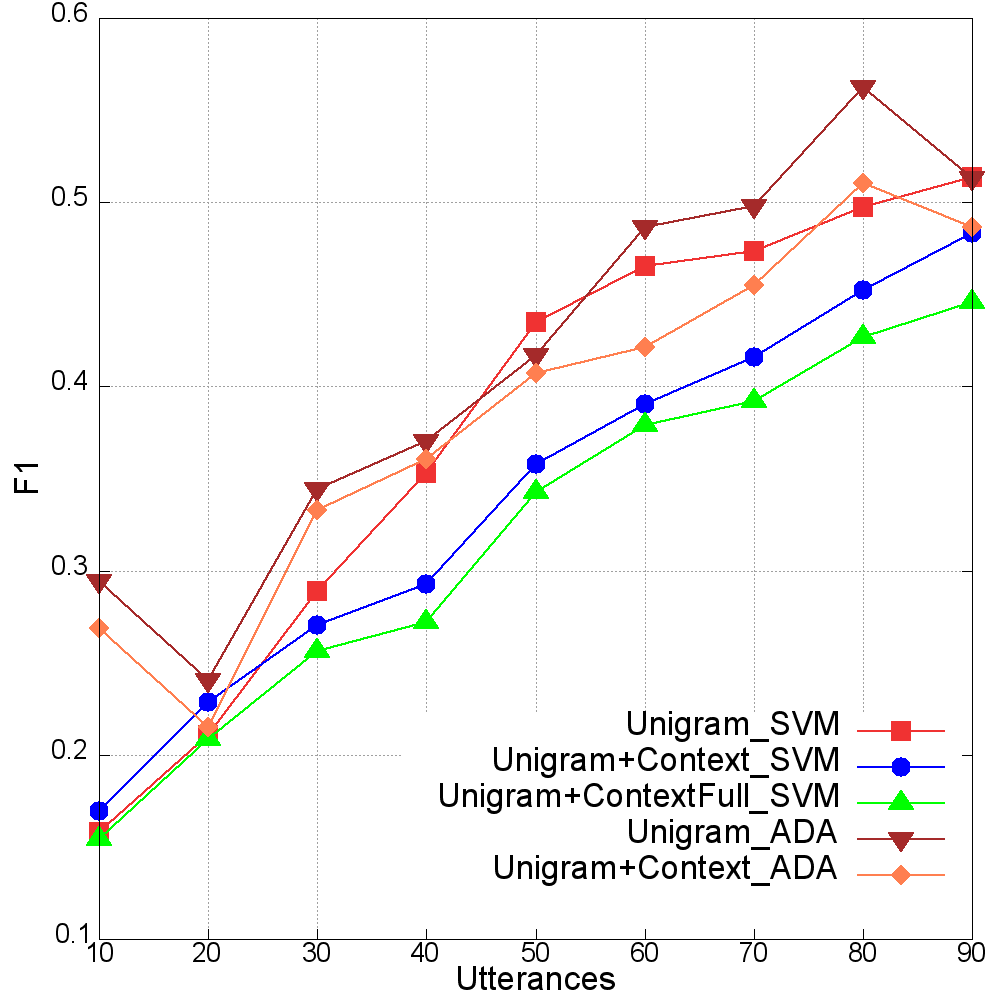 0.6
0.5
0.4
0.3
0.2
0.1
F1
Unigram_SVM
Unigram+Context_SVM
Unigram+ContextFull_SVM
Unigram_ADA
Unigram+Context_ADA
10 20 30 40 50 60 70 80 90
Utterances